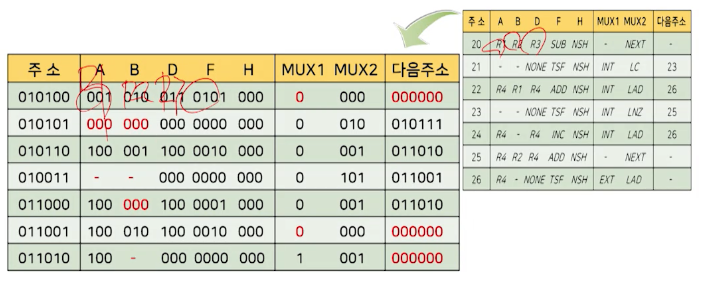 주 소 A B D F H MUX1 MUX2 다음주소
20 R1 R2 R3 SUB NSH - NEXT
21 - - NONE TSF NSH INT LC 23
22 R4 R1 R4 ADD NSH INT LAD 26
23 - - NONE TSF NSH INT LNZ 25
24 R4 - R4 INC NSH INT LAD 26
25 R4 R2 R4 ADD NSH - NEXT -
26 R4 - NONE TSF NSH EXT LAD -
주 소 A B D F H MUX1 MUX2 다음주소
010100 001 010 011 0101 000 0 000 000000
010101 000 000 000 0000 000 0 010 010111
010110 100 001 100 0010 000 0 001 011010
010011 - - 000 0000 000 0 101 011001
011000 100 000 100 0001 000 0 001 011010
011001 100 010 100 0010 000 0 000 000000
011010 100 - 000 0000 000 1 001 000000